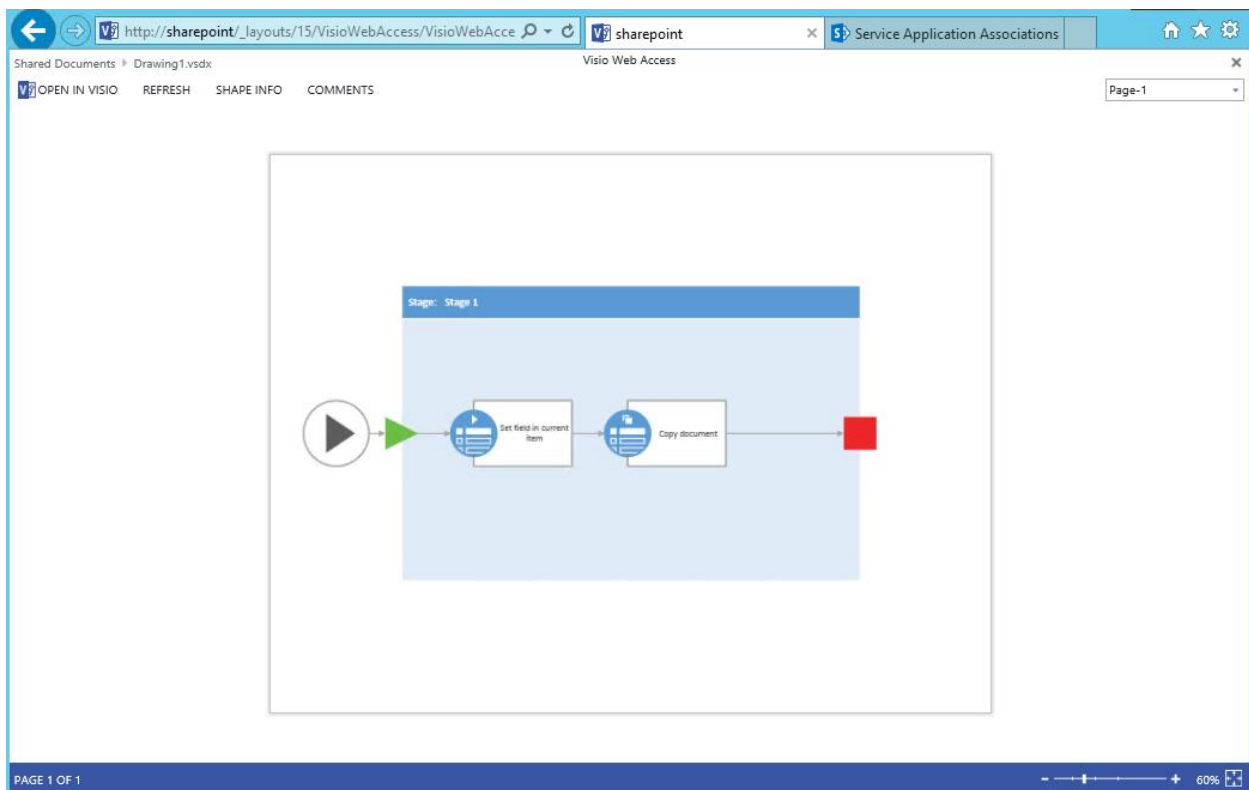 http://sharepoint/_layouts/15/VisioWebAccess/VisioWebAcce
sharepoint
Service Application Associations
Shared Documents Drawing1.vsdx
Visio Web Access
OPEN IN VISIO REFRESH SHAPE INFO COMMENTS
Page-1
Stage: Stage 1
Set field in current
item
Copy document
PAGE 1 OF 1
60%